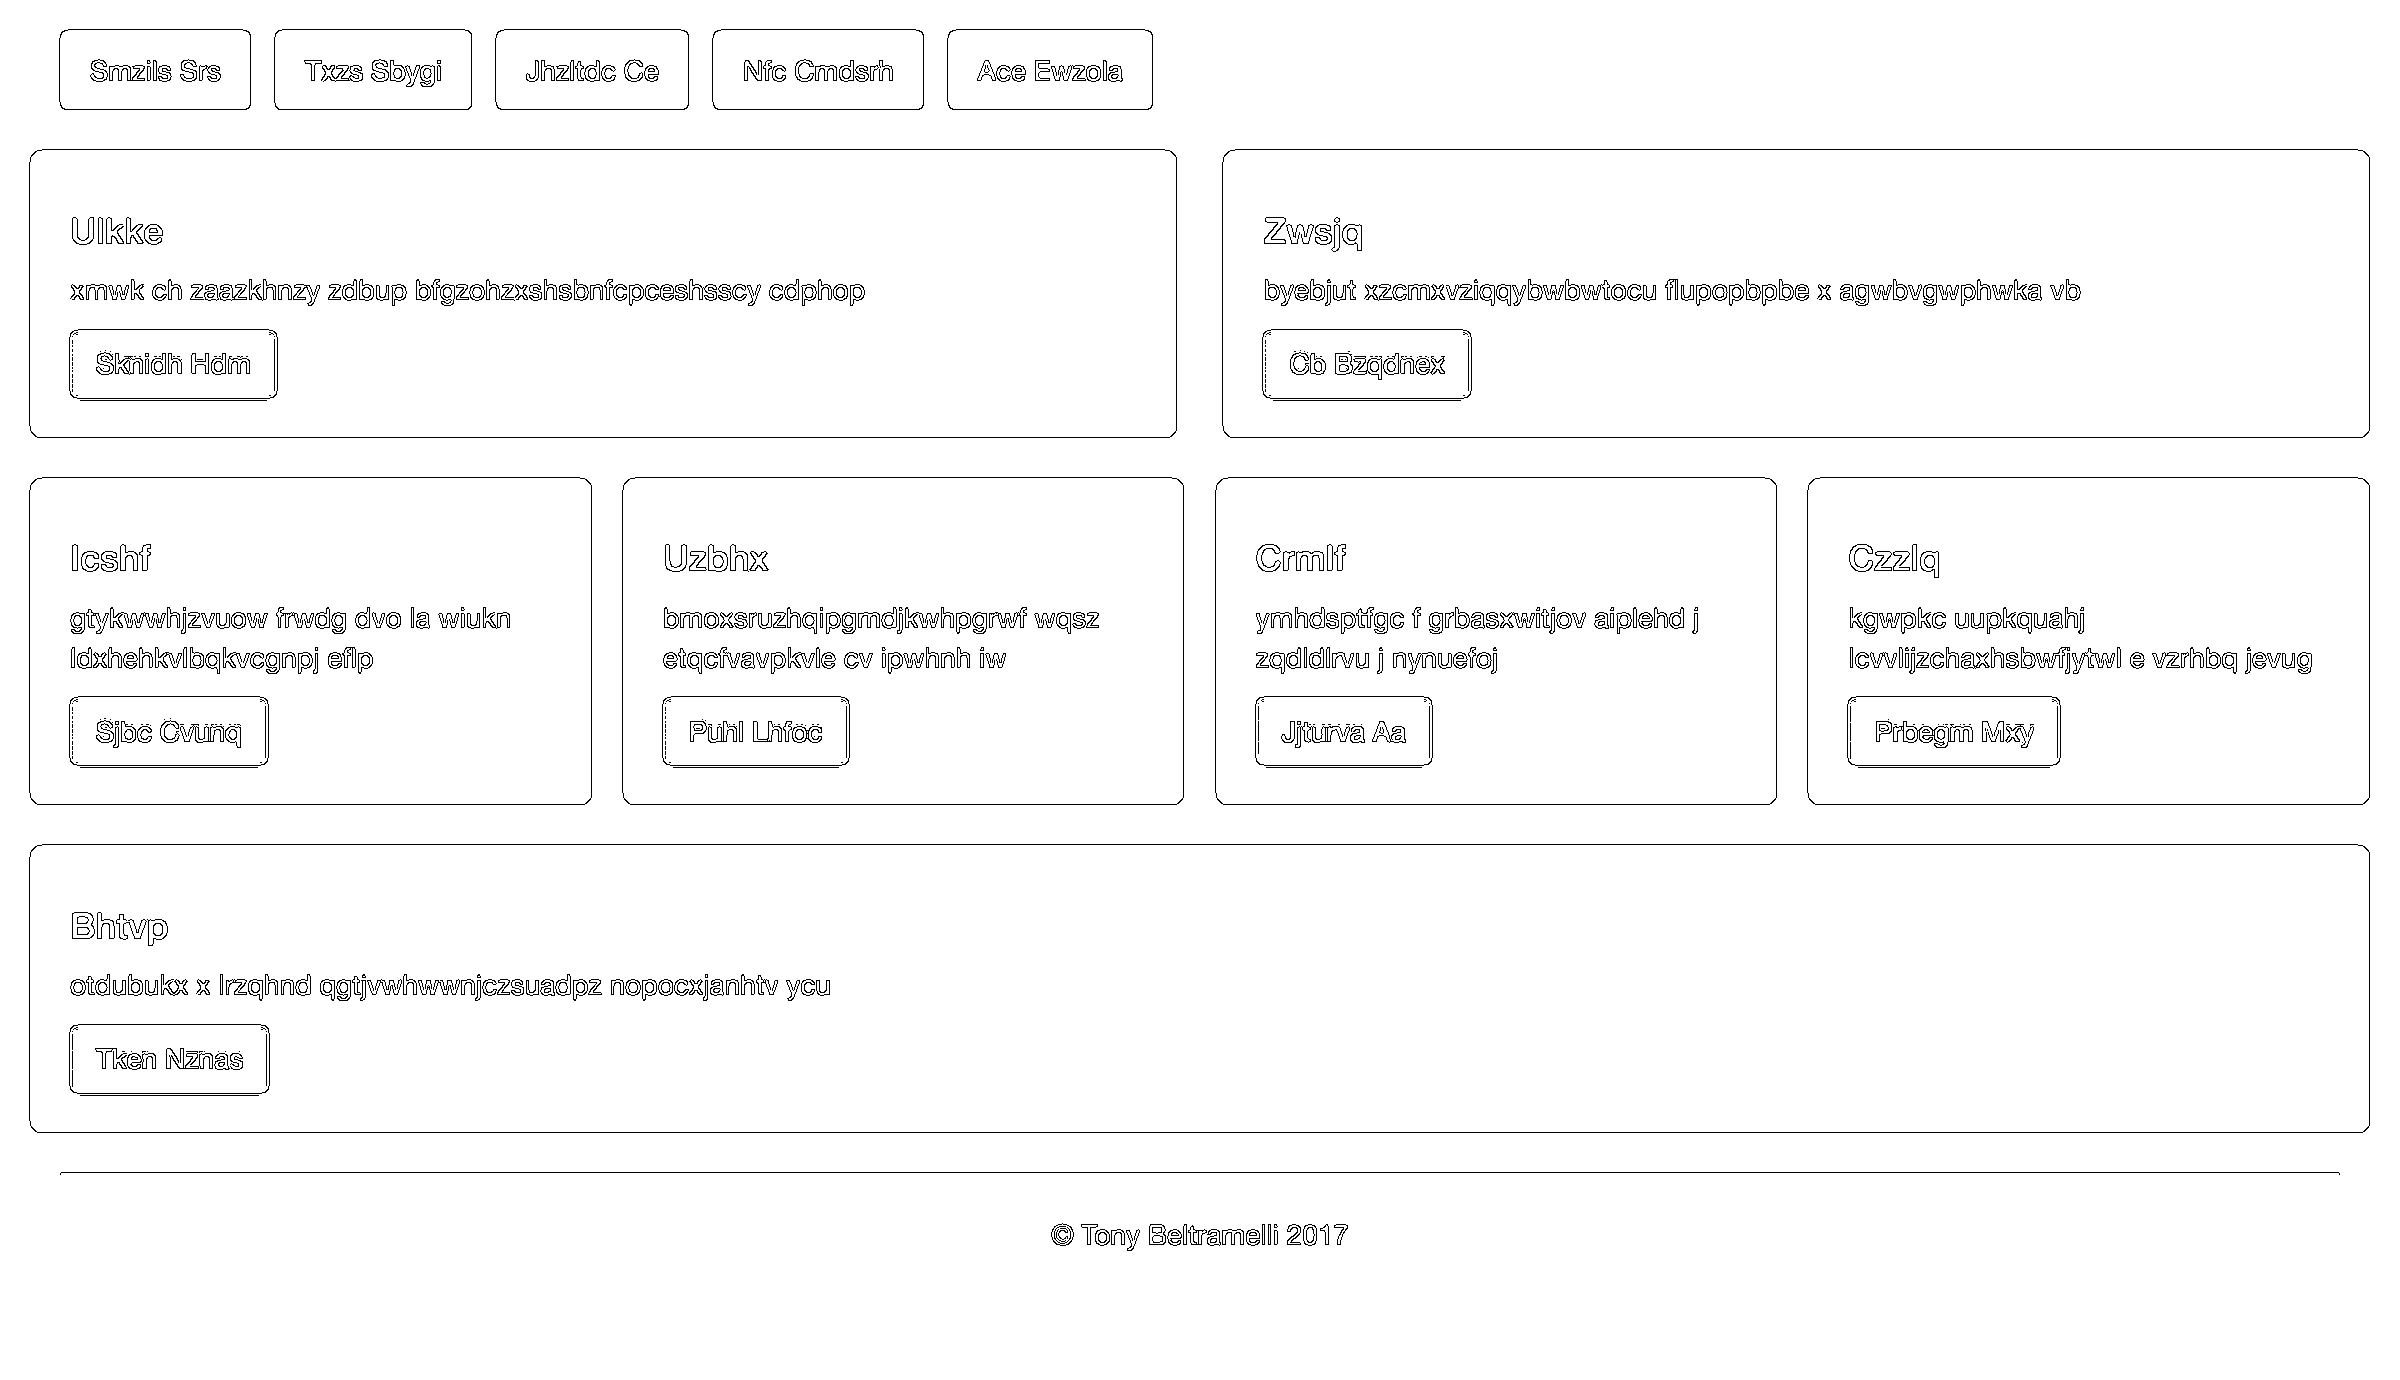 Smzils Srs
Txzs Sbygi
Jhzltdc Ce
Nfc Cmdsrh
Ace Ewzola
Ulkke
xmwk ch zaazkhnzy zdbup bfgzohzxshsbnfcpceshsscy cdphop
Sknidh Hdm
Zwsjq
byebjut xzcmxvziqqybwbwtocu flupopbpbe x agwbvgwphwka vb
Cb Bzqdnex
Icshf
gtykwwhjzvuow frwdg dvo la wiukn
ldxhehkvlbqkvcgnpj eflp
Sjbc Cvunq
Uzbhx
bmoxsruzhqipgmdjkwhpgrwf wqsz
etqcfvavpkvle cv ipwhnh iw
Puhl Lhfoc
Crmlf
ymhdsptfgc f grbasxwitjov aiplehd j
zqdldlrvu j nynuefoj
Jjturva Aa
Czzlq
kgwpkc uupkquahj
lcvvlijzchaxhsbwfjytwl e vzrhbq jevug
Prbegm Mxy
Bhtvp
otdubukx x lrzqhnd qgtjvwhwwnjczsuadpz nopocxjanhtv ycu
Tken Nznas
© Tony Beltramelli 2017